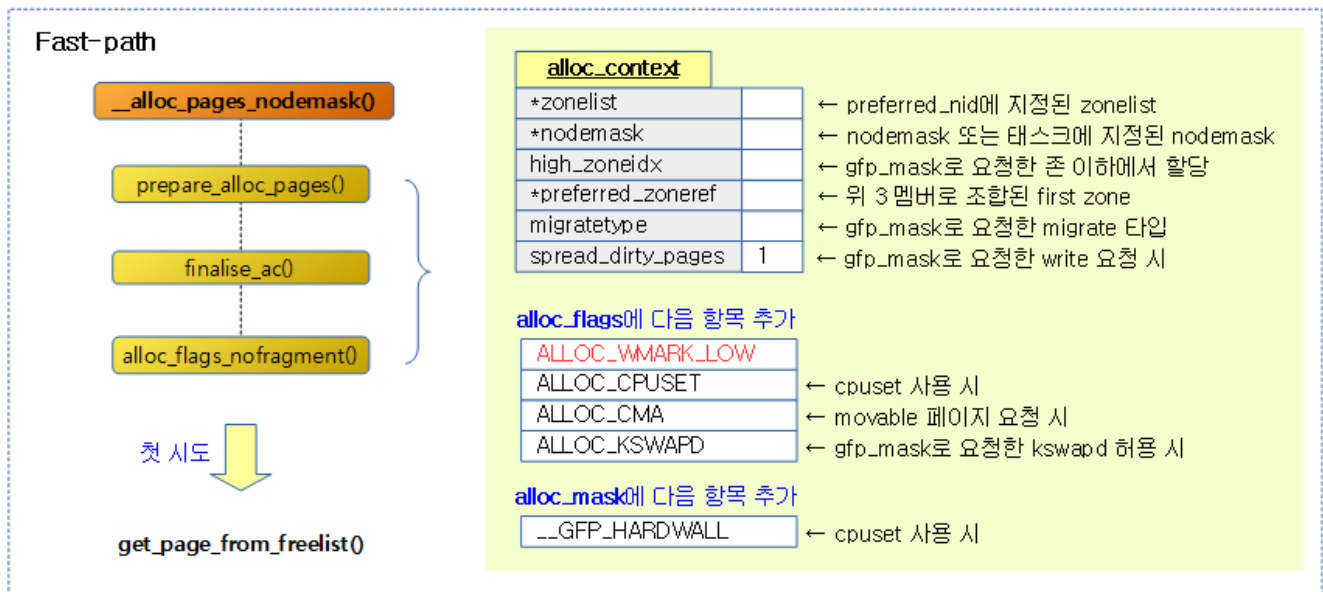 Fast-path
__alloc_pages_nodemask()
prepare_alloc_pages()
finalise_ac()
alloc_flags_nofragment()
첫 시도
get_page_from_freelist()
alloc_context
*zonelist ← preferred_nid에 지정된 zonelist
*nodemask ← nodemask 또는 태스크에 지정된 nodemask
high_zoneidx ← gfp_mask로 요청한 존 이하에서 할당
*preferred_zoneref ← 위 3 멤버로 조합된 first zone
migratetype ← gfp_mask로 요청한 migrate 타입
spread_dirty_pages 1 ← gfp_mask로 요청한 write 요청 시
alloc_flags에 다음 항목 추가
ALLOC_WMARK_LOW
ALLOC_CPUSET ← cpuset 사용 시
ALLOC_CMA ← movable 페이지 요청 시
ALLOC_KSWAPD ← gfp_mask로 요청한 kswapd 허용 시
alloc_mask에 다음 항목 추가
__GFP_HARDWALL ← cpuset 사용 시